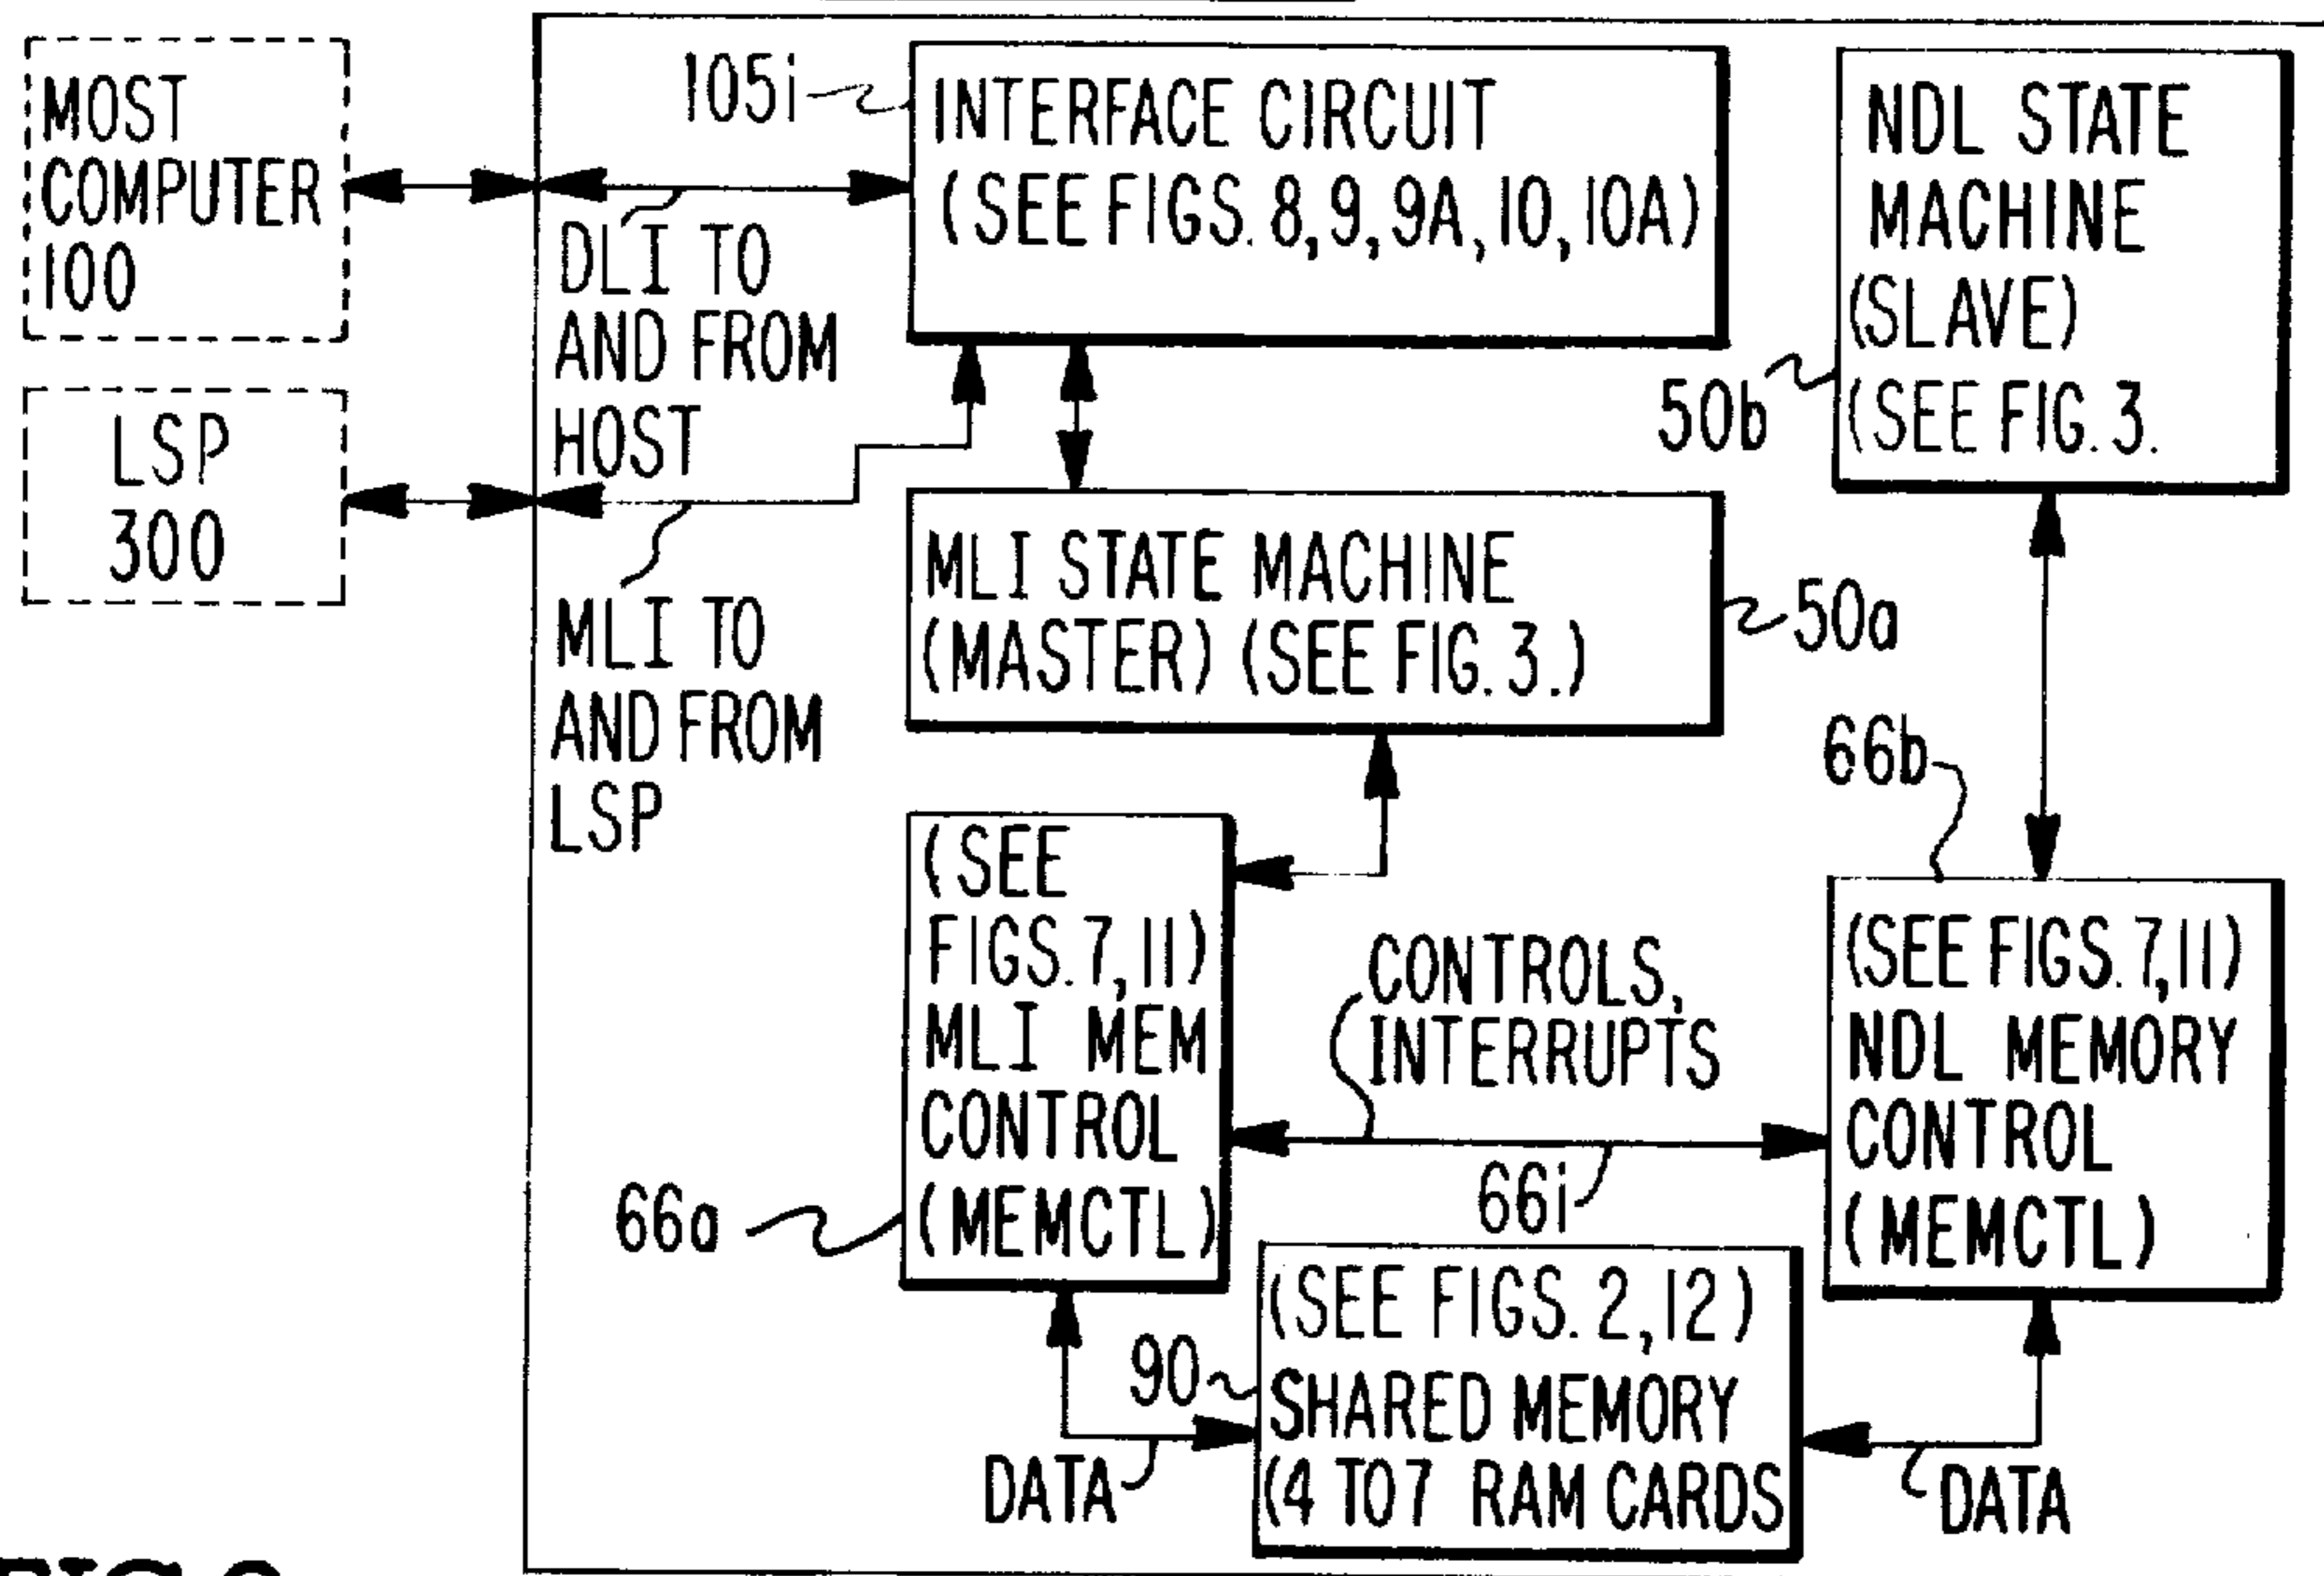 MOST
COMPUTER
100
LSP
300
105i
INTERFACE CIRCUIT
(SEE FIGS. 8,9,9A,10,10A)
NDL STATE
MACHINE
(SLAVE)
(SEE FIG. 3.
50b
DLI TO
AND FROM
HOST
MLI STATE MACHINE
(MASTER) (SEE FIG. 3.)
50a
MLI TO
AND FROM
LSP
66b
(SEE
FIGS. 7,11)
MLI MEM
CONTROL
(MEMCTL)
66a
CONTROLS,
INTERRUPTS
66i
(SEE FIGS. 7,11)
NDL MEMORY
CONTROL
(MEMCTL)
90
(SEE FIGS. 2,12)
SHARED MEMORY
(4 TO7 RAM CARDS
DATA
DATA